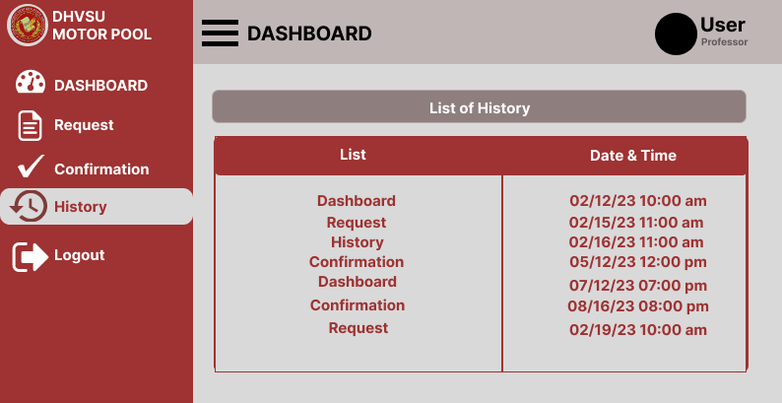 DHVSU
MOTOR POOL
DASHBOARD
User
Professor
DASHBOARD
Request
Confirmation
History
Logout
List of History
List Date & Time
Dashboard 02/12/23 10:00 am
Request 02/15/23 11:00 am
History 02/16/23 11:00 am
Confirmation 05/12/23 12:00 pm
Dashboard 07/12/23 07:00 pm
Confirmation 08/16/23 08:00 pm
Request 02/19/23 10:00 am